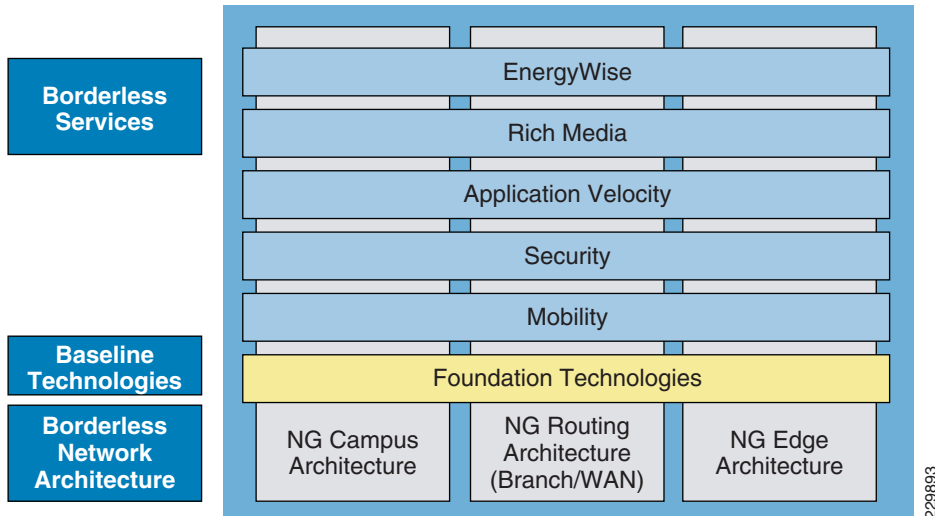 Borderless
Services
EnergyWise
Rich Media
Application Velocity
Security
Mobility
Baseline
Technologies
Foundation Technologies
Borderless
Network
Architecture
NG Campus
Architecture
NG Routing
Architecture
(Branch/WAN)
NG Edge
Architecture
229893